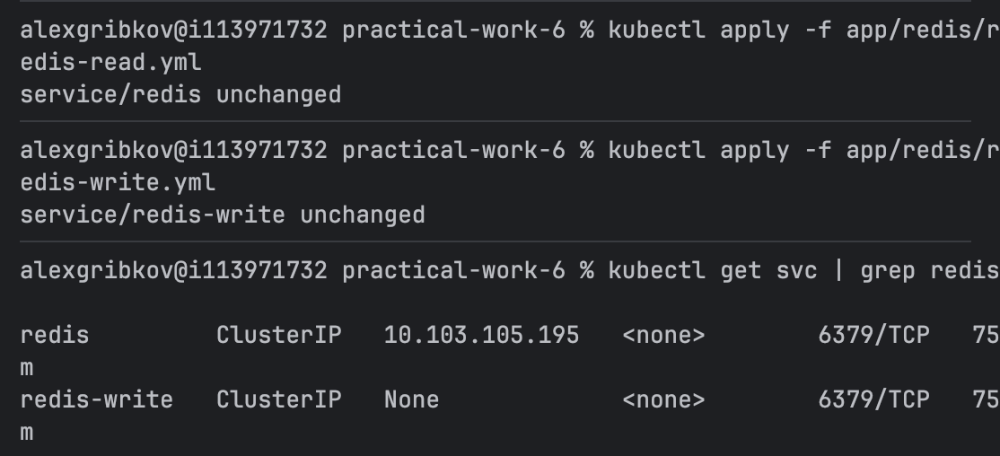 alexgribkov@i113971732 practical-work-6 % kubectl apply -f app/redis/r
edis-read.yml
service/redis unchanged
alexgribkov@i113971732 practical-work-6 % kubectl apply -f app/redis/r
edis-write.yml
service/redis-write unchanged
alexgribkov@i113971732 practical-work-6 % kubectl get svc | grep redis
redis         ClusterIP   10.103.105.195   <none>        6379/TCP   75
m
redis-write   ClusterIP   None             <none>        6379/TCP   75
m